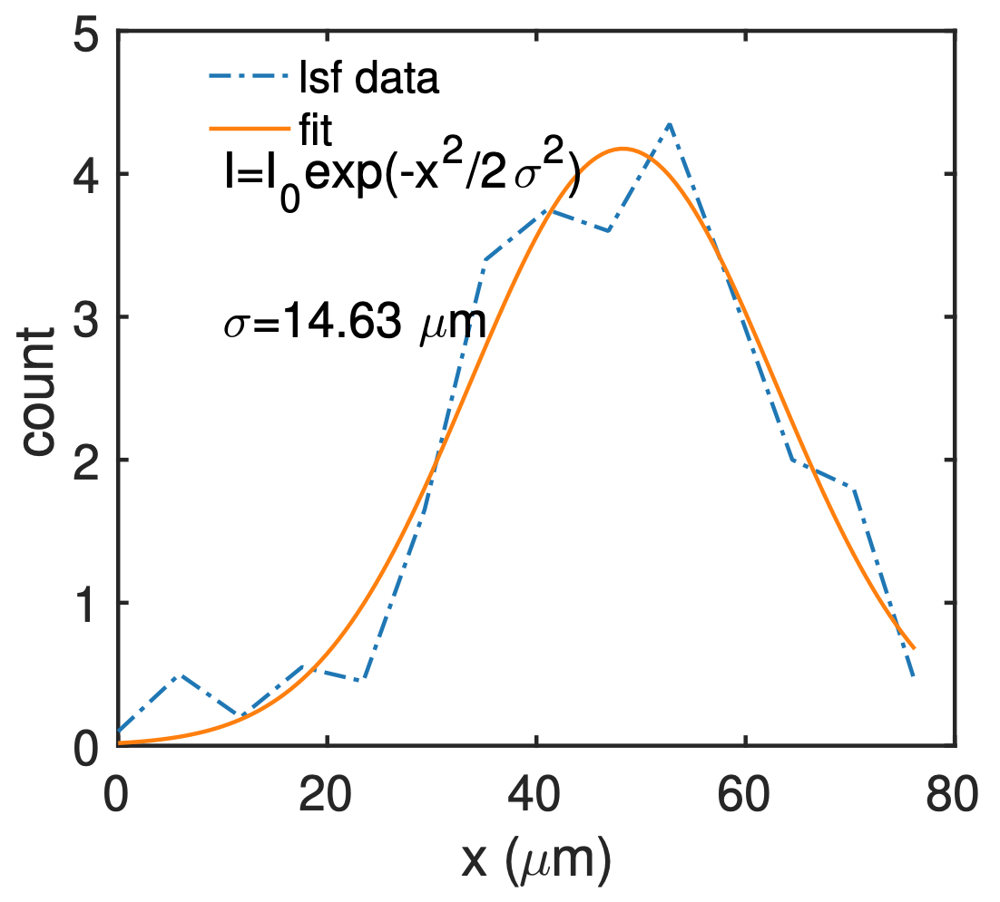 5
4
3
2
1
0
count
lsf data
fit
I=I₀exp(-x²/2σ²)
σ=14.63 μm
0 20 40 60 80
x (μm)